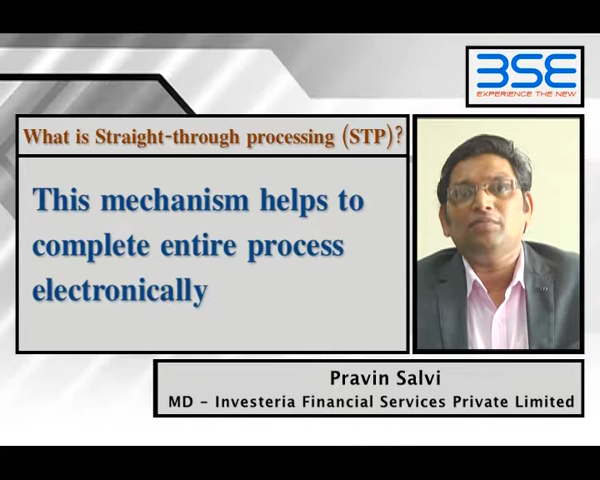 BSE
EXPERIENCE THE NEW
What is Straight-through processing (STP)?
This mechanism helps to
complete entire process
electronically
Pravin Salvi
MD - Investeria Financial Services Private Limited